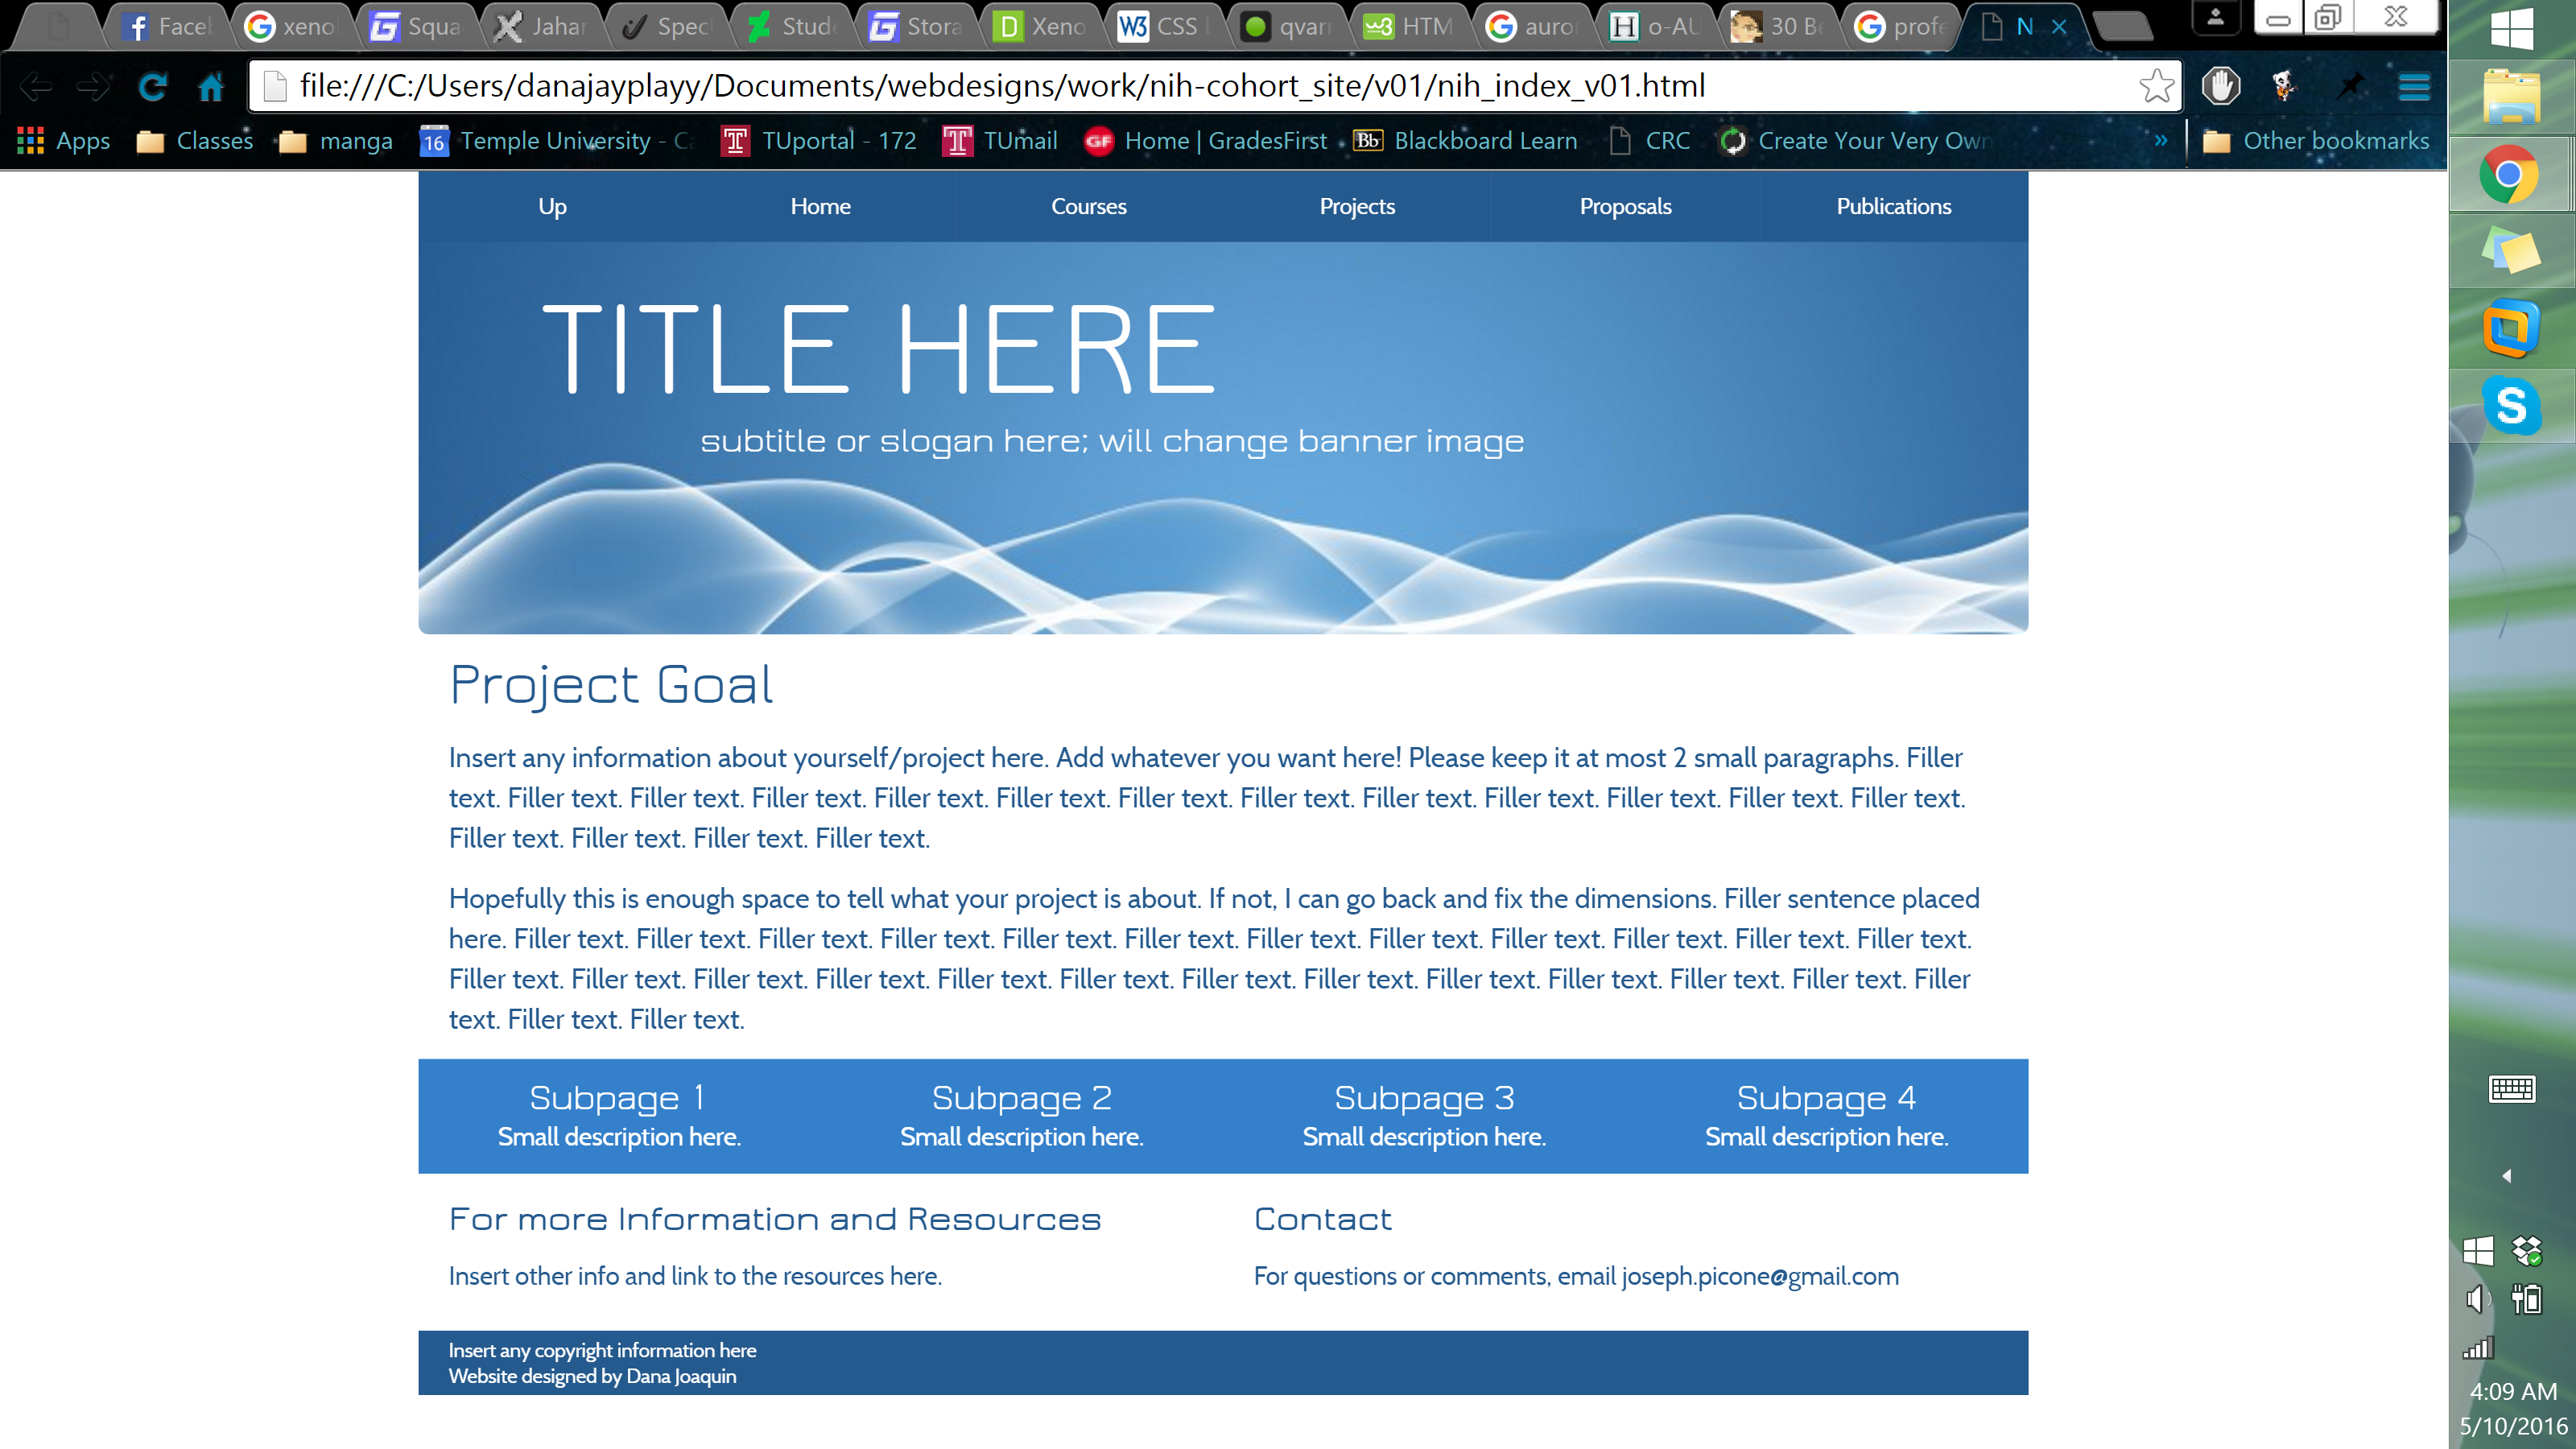 Face
xeno
Squa
Jahar
Spec
Stud
Stora
Xeno
CSS
qvarr
HTM
auro
o-AU
30 Be
profe
N
file:///C:/Users/danajayplayy/Documents/webdesigns/work/nih-cohort_site/v01/nih_index_v01.html
Apps Classes manga 16 Temple University - Ca TUportal - 172 TUmail GF Home | GradesFirst Bb Blackboard Learn CRC Create Your Very Own » Other bookmarks
Up Home Courses Projects Proposals Publications
TITLE HERE
subtitle or slogan here; will change banner image
Project Goal
Insert any information about yourself/project here. Add whatever you want here! Please keep it at most 2 small paragraphs. Filler
text. Filler text. Filler text. Filler text. Filler text. Filler text. Filler text. Filler text. Filler text. Filler text. Filler text. Filler text. Filler text.
Filler text. Filler text. Filler text. Filler text.
Hopefully this is enough space to tell what your project is about. If not, I can go back and fix the dimensions. Filler sentence placed
here. Filler text. Filler text. Filler text. Filler text. Filler text. Filler text. Filler text. Filler text. Filler text. Filler text. Filler text. Filler text.
Filler text. Filler text. Filler text. Filler text. Filler text. Filler text. Filler text. Filler text. Filler text. Filler text. Filler text. Filler text. Filler
text. Filler text. Filler text.
Subpage 1 Subpage 2 Subpage 3 Subpage 4
Small description here. Small description here. Small description here. Small description here.
For more Information and Resources
Insert other info and link to the resources here.
Contact
For questions or comments, email joseph.picone@gmail.com
Insert any copyright information here
Website designed by Dana Joaquin
4:09 AM
5/10/2016